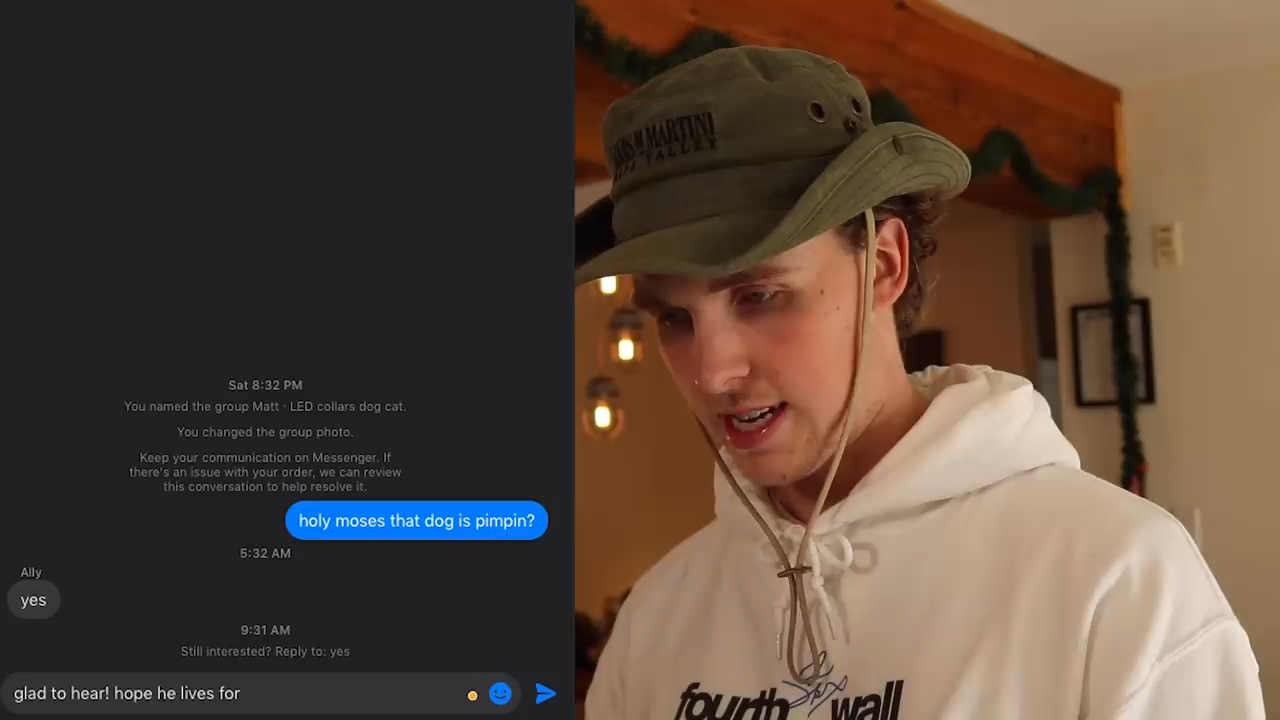 Sat 8:32 PM
You named the group Matt · LED collars dog cat.
You changed the group photo.
Keep your communication on Messenger. If
there's an issue with your order, we can review
this conversation to help resolve it.
holy moses that dog is pimpin?
5:32 AM
Ally
yes
9:31 AM
Still interested? Reply to: yes
glad to hear! hope he lives for
MARTINI
VALLEY
fourth wall